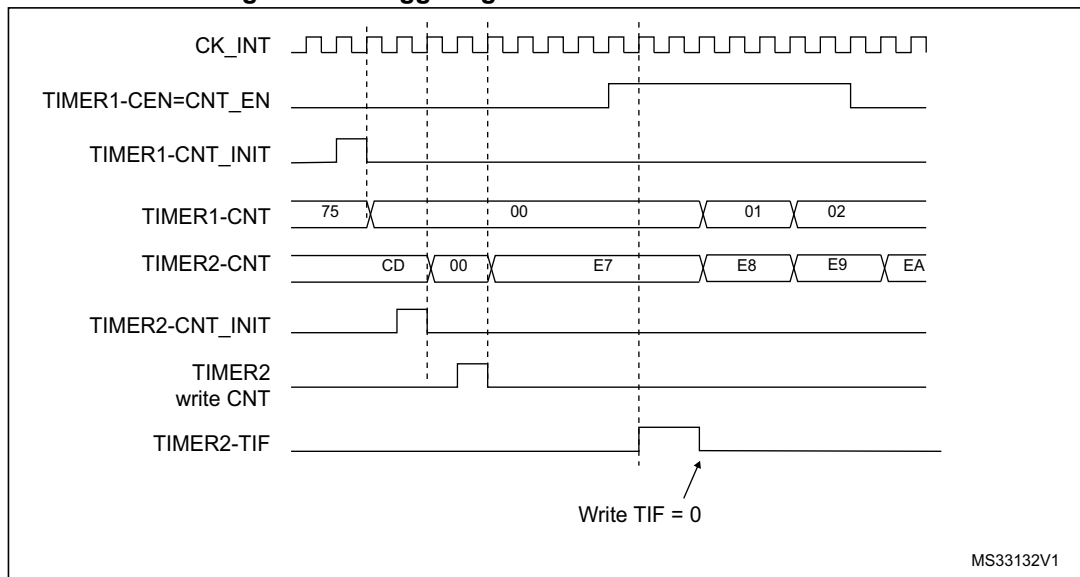 CK_INT
TIMER1-CEN=CNT_EN
TIMER1-CNT_INIT
TIMER1-CNT 75 00 01 02
TIMER2-CNT CD 00 E7 E8 E9 EA
TIMER2-CNT_INIT
TIMER2
write CNT
TIMER2-TIF
Write TIF = 0
MS33132V1